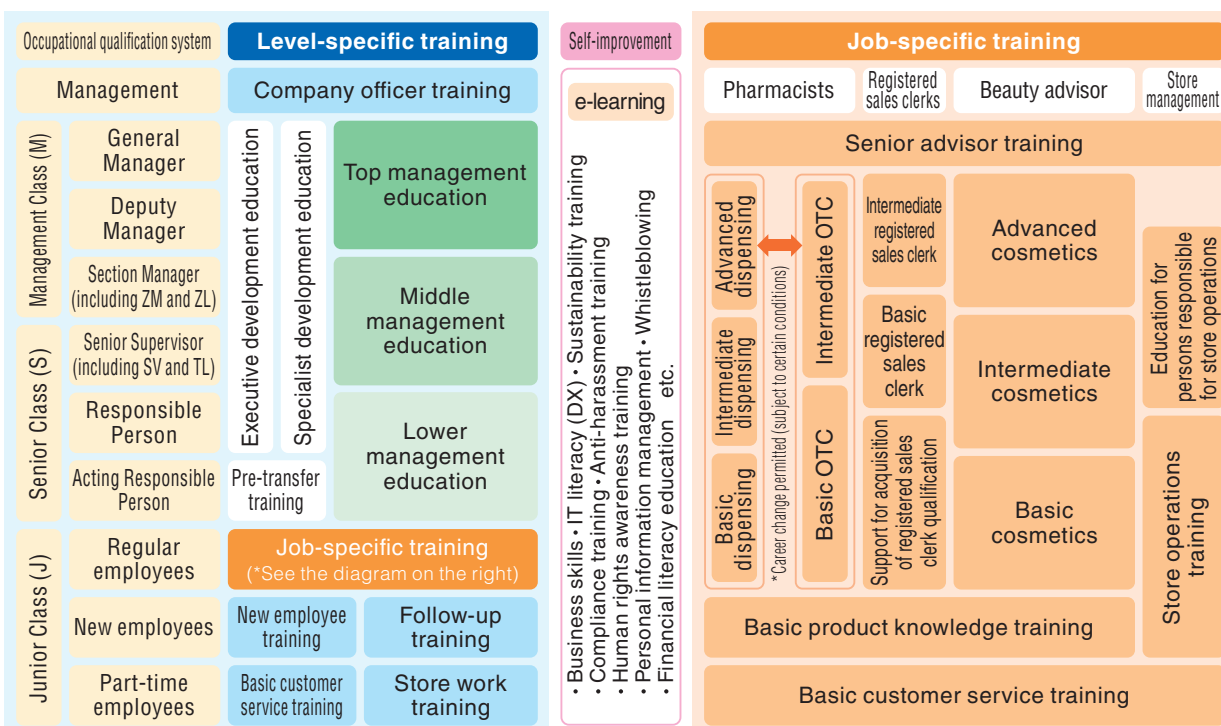 Occupational qualification system
Level-specific training
Self-improvement
Job-specific training
Management
Company officer training
Management Class (M)
General
Manager
Deputy
Manager
Section Manager
(including ZM and ZL)
Senior Class (S)
Senior Supervisor
(including SV and TL)
Responsible
Person
Acting Responsible
Person
Junior Class (J)
Regular
employees
New employees
Part-time
employees
Executive development education
Specialist development education
Pre-transfer
training
Top management
education
Middle
management
education
Lower
management
education
Job-specific training
(*See the diagram on the right)
New employee
training
Follow-up
training
Basic customer
service training
Store work
training
e-learning
• Business skills • IT literacy (DX) • Sustainability training
• Compliance training • Anti-harassment training
• Human rights awareness training
• Personal information management • Whistleblowing
• Financial literacy education etc.
Pharmacists
Registered
sales clerks
Beauty advisor
Store
management
Senior advisor training
Advanced
dispensing
Intermediate
dispensing
Basic
dispensing
*Career change permitted (subject to certain conditions)
Intermediate OTC
Basic OTC
Intermediate
registered
sales clerk
Basic
registered
sales
clerk
Support for acquisition
of registered sales
clerk qualification
Advanced
cosmetics
Intermediate
cosmetics
Basic
cosmetics
Education for
persons responsible
for store operations
Store operations
training
Basic product knowledge training
Basic customer service training